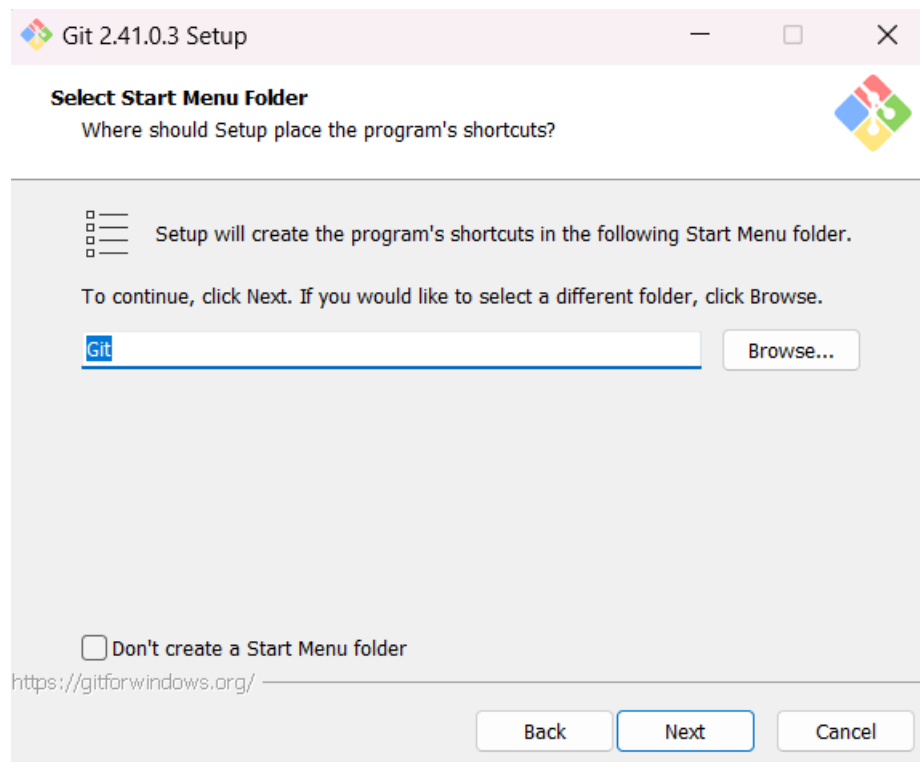 Git 2.41.0.3 Setup
Select Start Menu Folder
Where should Setup place the program's shortcuts?
Setup will create the program's shortcuts in the following Start Menu folder.
To continue, click Next. If you would like to select a different folder, click Browse.
Git
Browse...
Don't create a Start Menu folder
https://gitforwindows.org/
Back
Next
Cancel